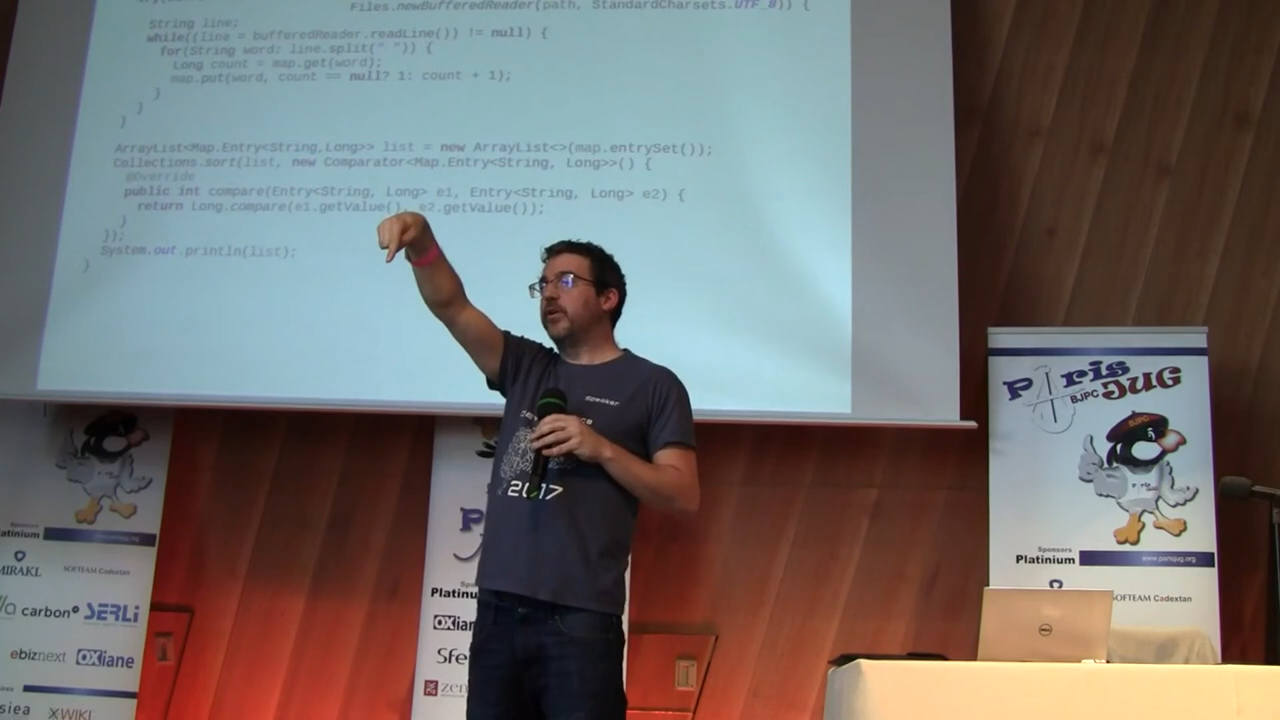 Files.newBufferedReader(path, StandardCharsets.UTF_8)) {
String line;
while((line = bufferedReader.readLine()) != null) {
for(String word: line.split(" ")) {
Long count = map.get(word);
map.put(word, count == null? 1: count + 1);
}
}
}
ArrayList<Map.Entry<String,Long>> list = new ArrayList<>(map.entrySet());
Collections.sort(list, new Comparator<Map.Entry<String, Long>>() {
@Override
public int compare(Entry<String, Long> e1, Entry<String, Long> e2) {
return Long.compare(e1.getValue(), e2.getValue());
}
});
System.out.println(list);
}
Speaker
2017
Paris
BJPC JUG
BJPC
Sponsors
Platinium
www.parisjug.org
SOFTEAM Cadextan
DELL
MIRAKL
SOFTEAM Cadextan
carbon
SERLi
ebiznext
OXiane
XWIKI
OXiane